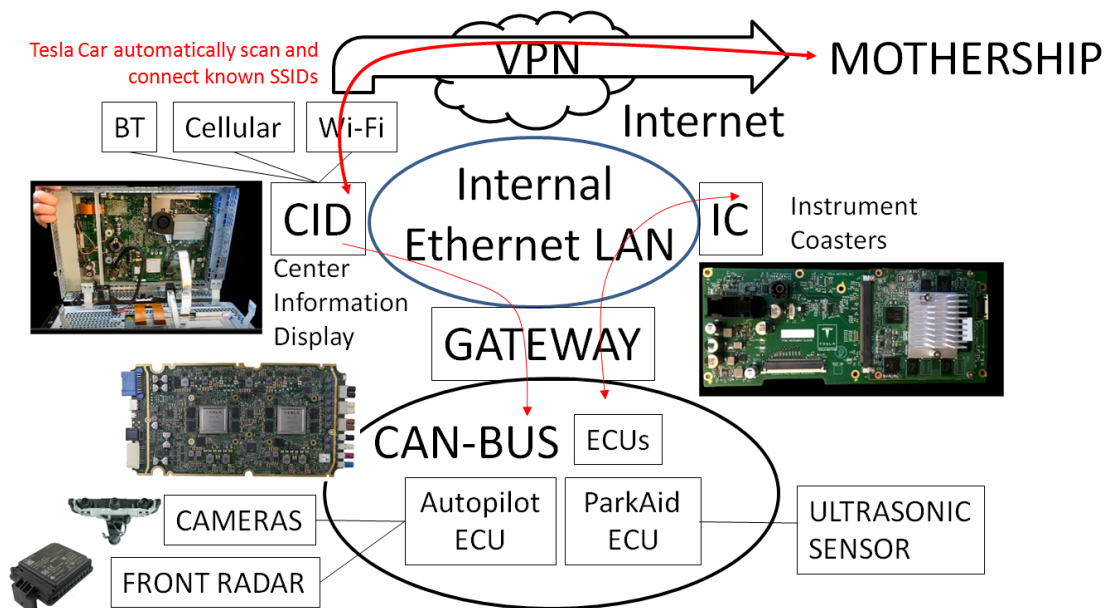 Tesla Car automatically scan and
connect known SSIDs
VPN
MOTHERSHIP
Internet
BT
Cellular
Wi-Fi
CID
Internal
Ethernet LAN
IC
Instrument
Coasters
Center
Information
Display
GATEWAY
CAN-BUS
ECUs
Autopilot
ECU
ParkAid
ECU
CAMERAS
FRONT RADAR
ULTRASONIC
SENSOR
TESLA